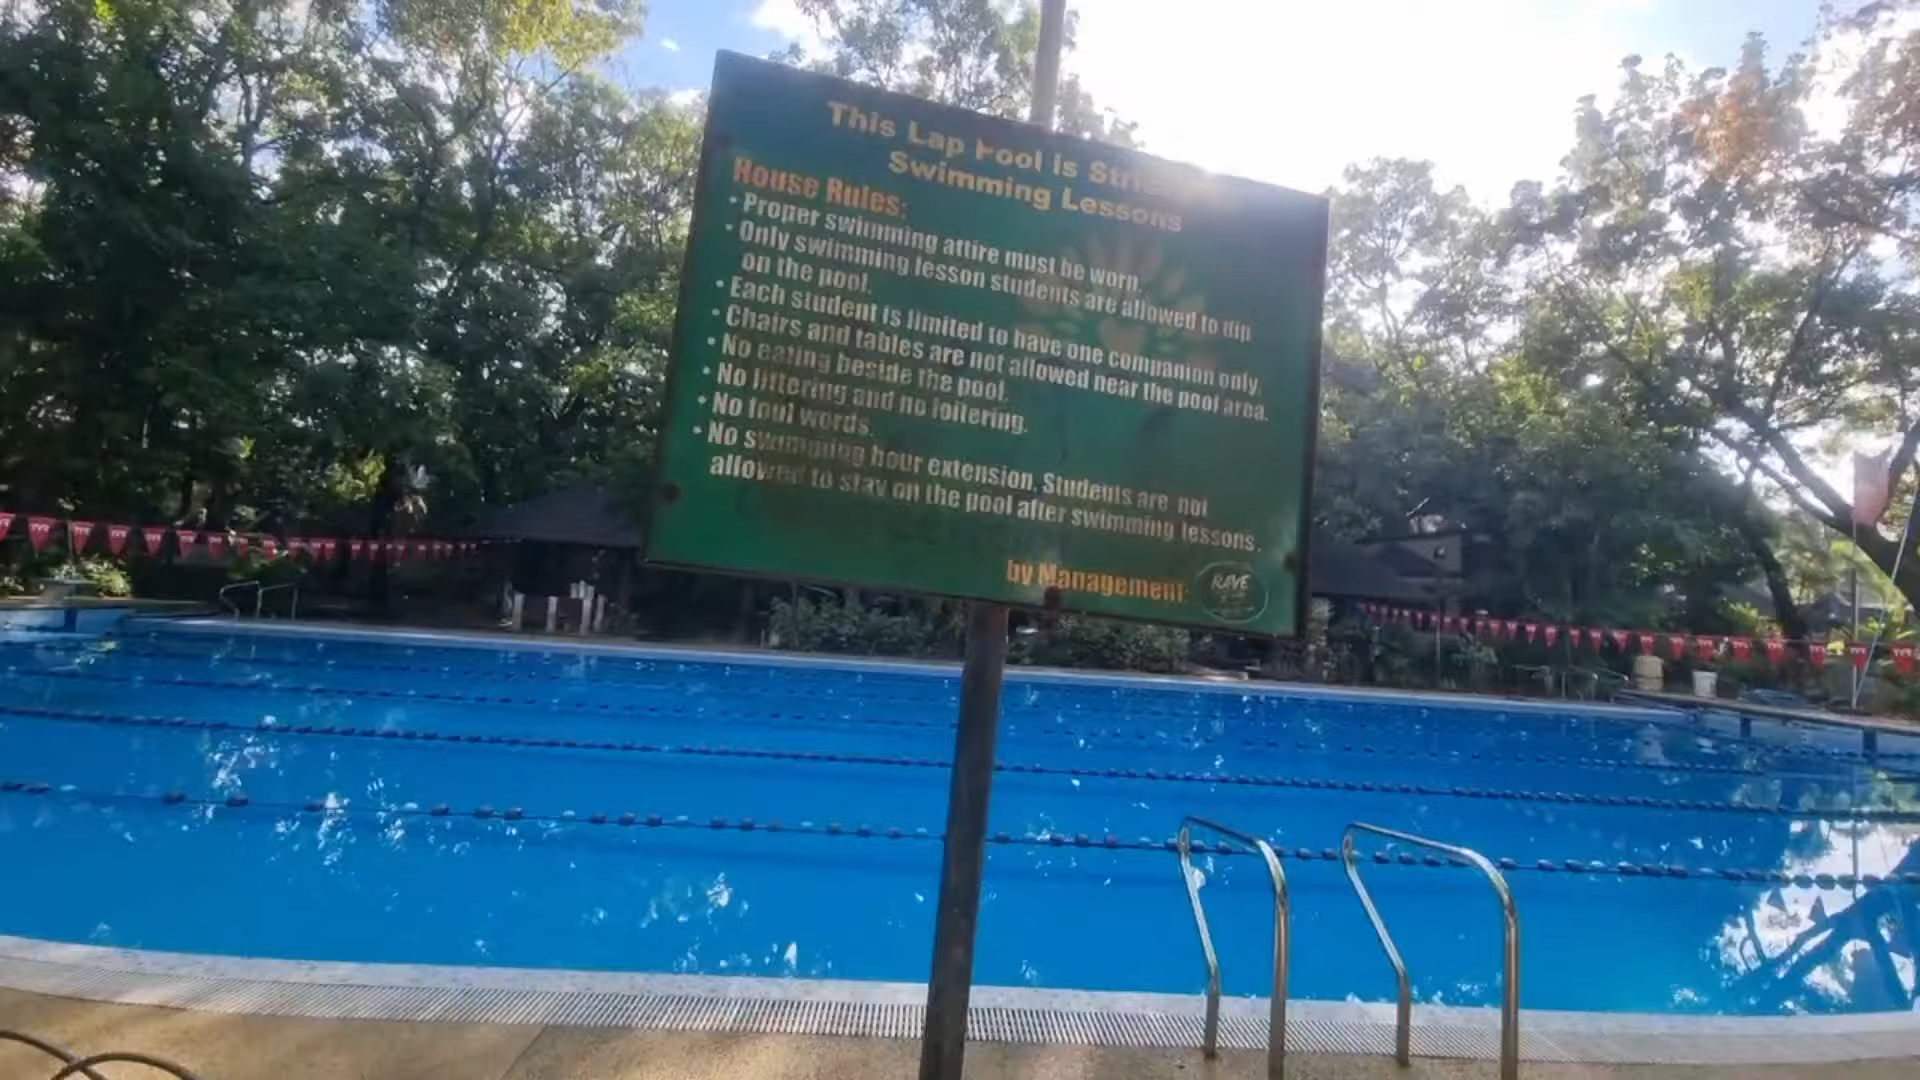 This Lap Pool is
Swimming Lessons
House Rules:
• Proper swimming attire must be worn.
• Only swimming lesson students are allowed to dip
on the pool.
• Each student is limited to have one companion only.
• Chairs and tables are not allowed near the pool area.
• No eating beside the pool.
• No littering and no loitering.
• No foul words.
• No swimming hour extension, Students are not
allowed to stay on the pool after swimming lessons.
by Management
RAVE